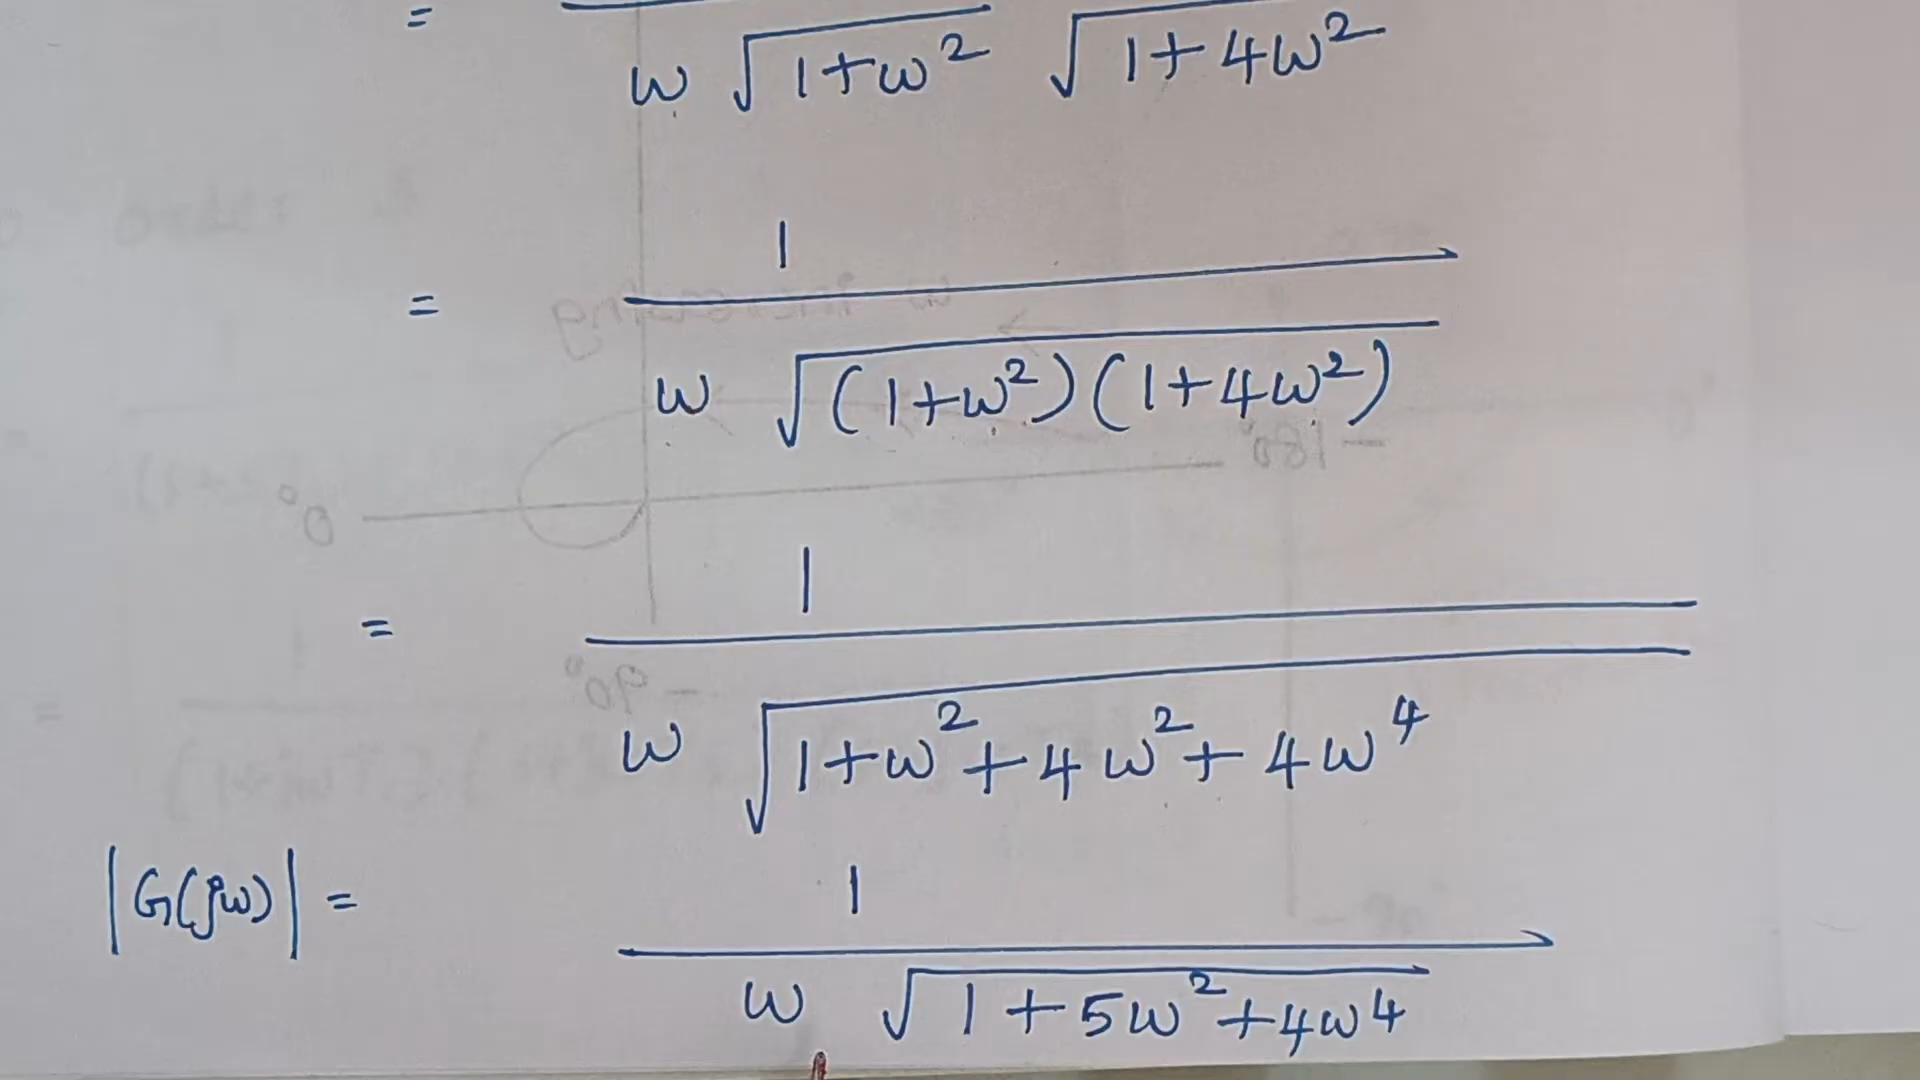 =
ω √1+ω² √1+4ω²
1
=
ω √(1+ω²)(1+4ω²)
1
=
ω √1+ω²+4ω²+4ω⁴
|G(jω)| =
1
ω √1+5ω²+4ω⁴